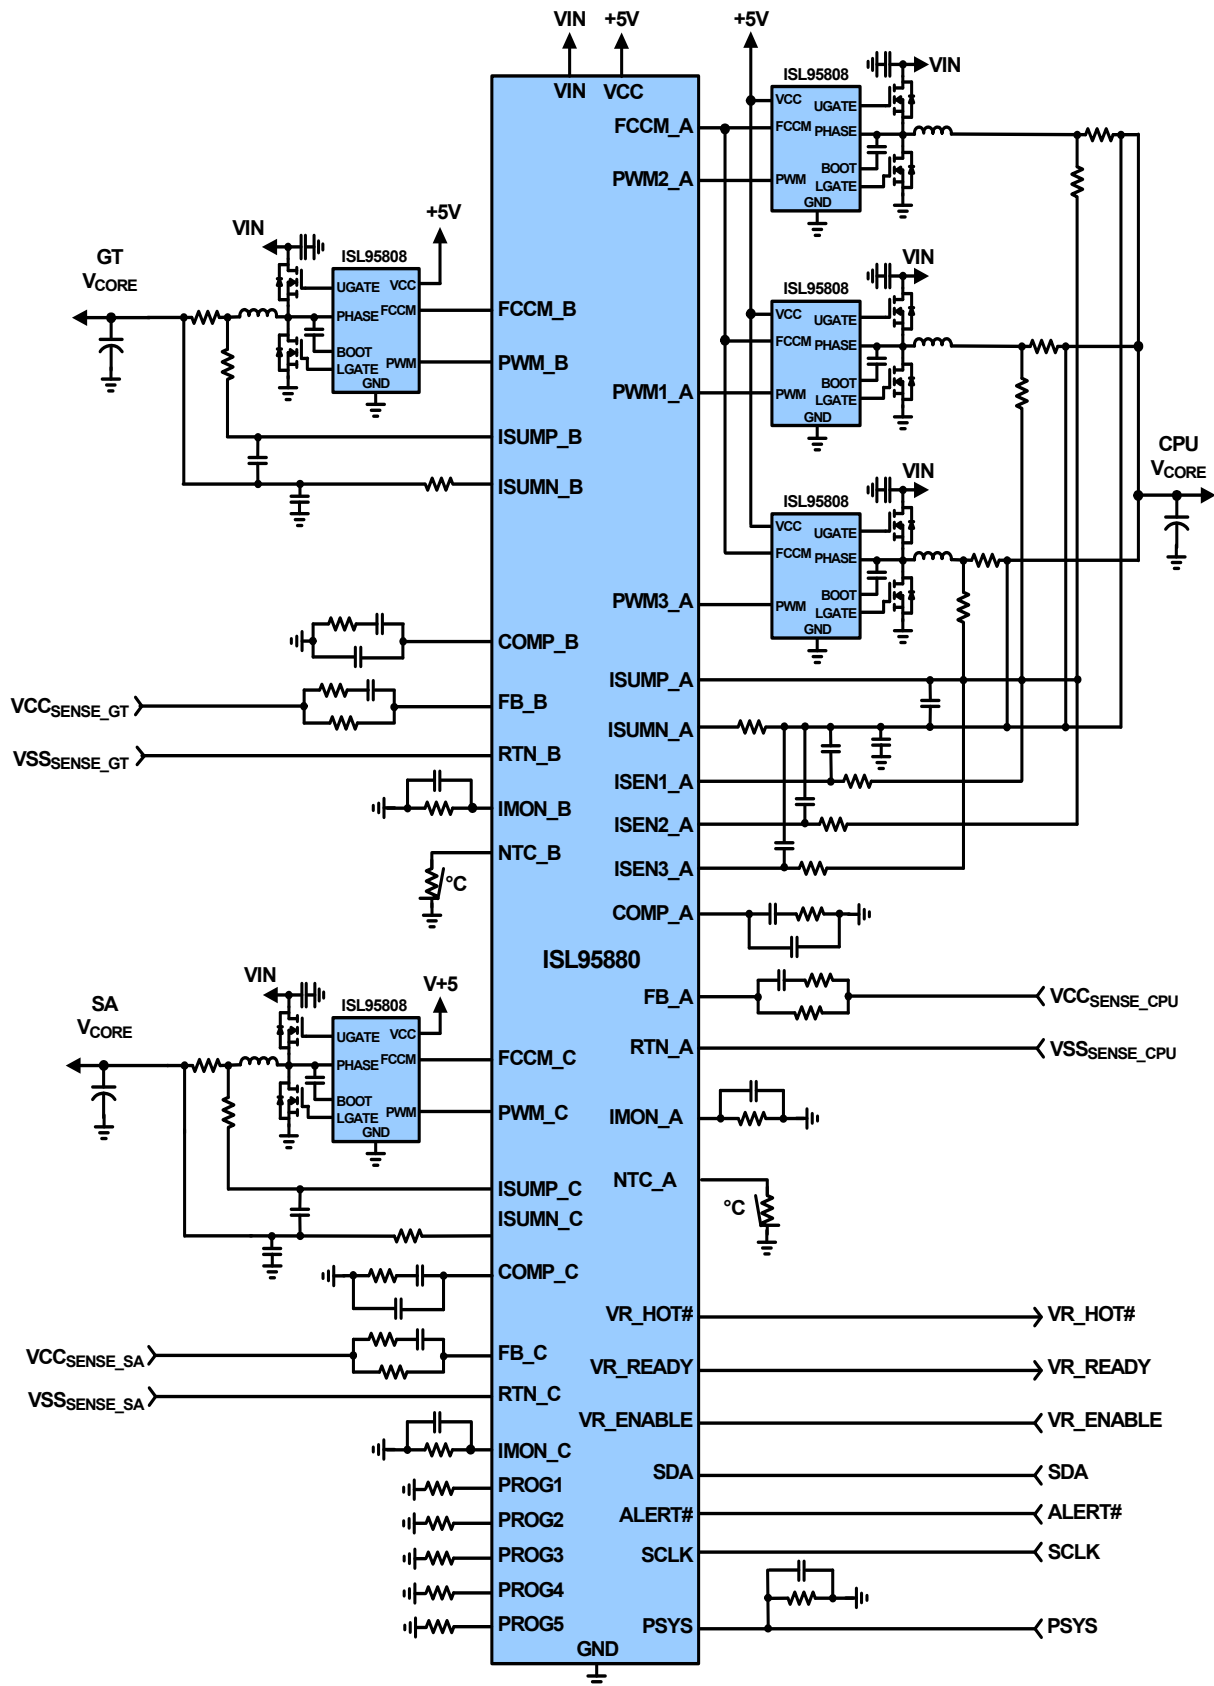 VIN +5V +5V
VIN VCC
ISL95808
VIN
VCC
UGATE
FCCM_A
FCCM PHASE
BOOT
PWM2_A
PWM
LGATE
GND
+5V
VIN
GT
VCORE
ISL95808
VCC
UGATE
FCCM
PHASE
BOOT
PWM
LGATE
GND
FCCM_B
PWM_B
ISUMP_B
ISUMN_B
VIN
ISL95808
VCC
UGATE
FCCM
PHASE
BOOT
PWM1_A
PWM
LGATE
GND
CPU
VCORE
VIN
ISL95808
VCC
UGATE
FCCM
PHASE
BOOT
PWM3_A
PWM
LGATE
GND
COMP_B
ISUMP_A
VCCSENSE_GT
FB_B
ISUMN_A
VSSSENSE_GT
RTN_B
ISEN1_A
IMON_B
ISEN2_A
NTC_B
°C
ISEN3_A
COMP_A
ISL95880
VIN
V+5
SA
VCORE
ISL95808
VCC
UGATE
FCCM
PHASE
BOOT
PWM
LGATE
GND
FB_A
VCCSENSE_CPU
RTN_A
VSSSENSE_CPU
FCCM_C
PWM_C
IMON_A
ISUMP_C
NTC_A
°C
ISUMN_C
COMP_C
VR_HOT#
VR_HOT#
VCCSENSE_SA
FB_C
VR_READY
VR_READY
VSSSENSE_SA
RTN_C
VR_ENABLE
VR_ENABLE
IMON_C
SDA
SDA
PROG1
ALERT#
ALERT#
PROG2
SCLK
SCLK
PROG3
PROG4
PROG5
PSYS
PSYS
GND